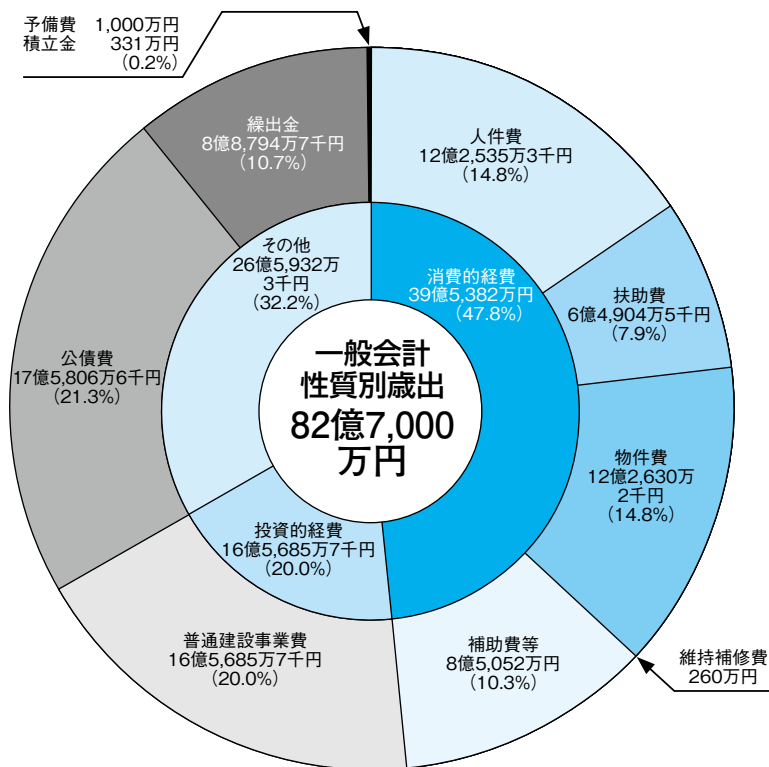 予備費 1,000万円
積立金 331万円
(0.2%)
繰出金
8億8,794万7千円
(10.7%)
人件費
12億2,535万3千円
(14.8%)
その他
26億5,932万
3千円
(32.2%)
消費的経費
39億5,382万円
(47.8%)
扶助費
6億4,904万5千円
(7.9%)
公債費
17億5,806万6千円
(21.3%)
一般会計
性質別歳出
82億7,000
万円
物件費
12億2,630万
2千円
(14.8%)
投資的経費
16億5,685万7千円
(20.0%)
普通建設事業費
16億5,685万7千円
(20.0%)
補助費等
8億5,052万円
(10.3%)
維持補修費
260万円